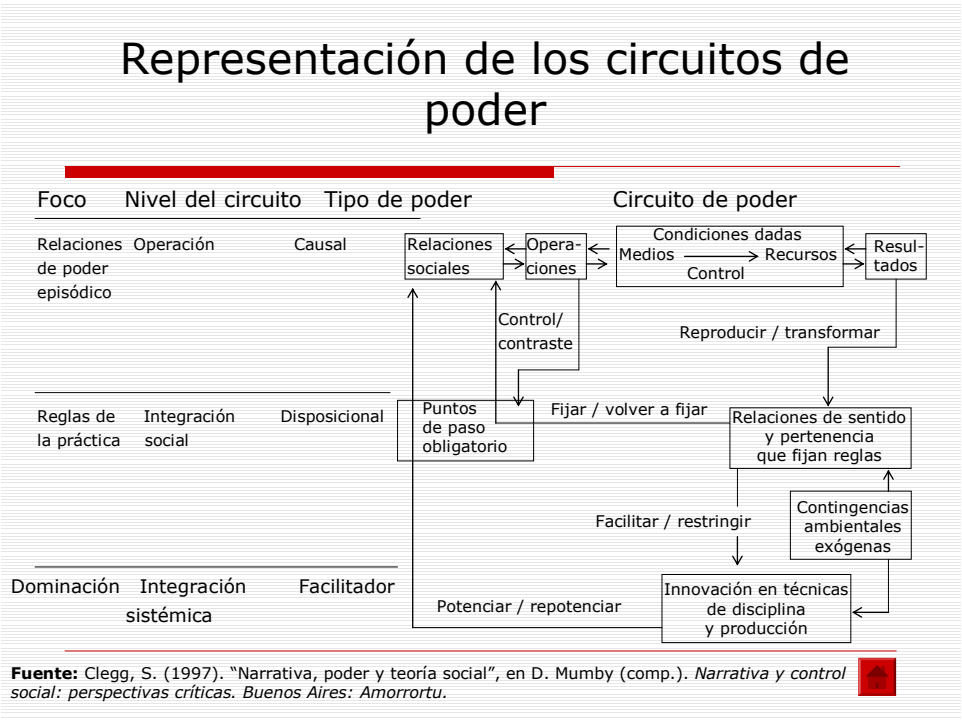 Representación de los circuitos de
poder
Foco Nivel del circuito Tipo de poder Circuito de poder
Relaciones Operación Causal
de poder
episódico
Relaciones
sociales
Opera-
ciones
Condiciones dadas
Medios Recursos
Control
Resul-
tados
Control/
contraste
Reproducir / transformar
Reglas de Integración Disposicional
la práctica social
Puntos
de paso
obligatorio
Fijar / volver a fijar
Relaciones de sentido
y pertenencia
que fijan reglas
Facilitar / restringir
Contingencias
ambientales
exógenas
Dominación Integración Facilitador
sistémica
Potenciar / repotenciar
Innovación en técnicas
de disciplina
y producción
Fuente: Clegg, S. (1997). “Narrativa, poder y teoría social”, en D. Mumby (comp.). Narrativa y control
social: perspectivas críticas. Buenos Aires: Amorrortu.